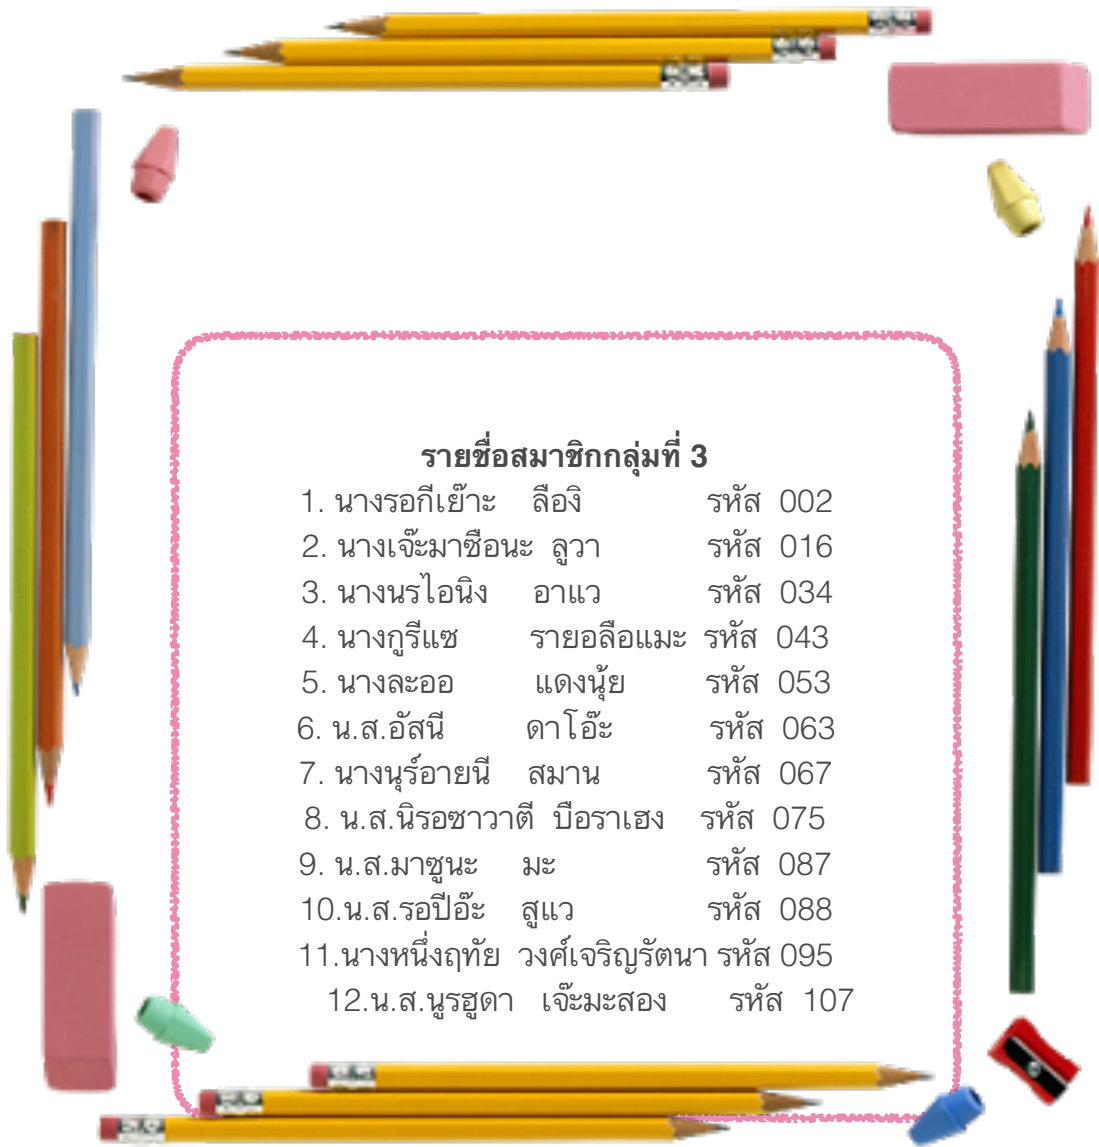 รายชื่อสมาชิกกลุ่มที่ 3
1. นางรอกีเย๊าะ ลืองิ รหัส 002
2. นางเจ๊ะมาซือนะ ลูวา รหัส 016
3. นางนรไอนิง อาแว รหัส 034
4. นางกูรีแซ รายอลือแมะ รหัส 043
5. นางละออ แดงนุ้ย รหัส 053
6. น.ส.อัสนี ดาโอ๊ะ รหัส 063
7. นางนุร์อายนี สมาน รหัส 067
8. น.ส.นิรอซาวาตี บือราเฮง รหัส 075
9. น.ส.มาซูนะ มะ รหัส 087
10.น.ส.รอปีอ๊ะ สูแว รหัส 088
11.นางหนึ่งฤทัย วงศ์เจริญรัตนา รหัส 095
12.น.ส.นูรฮูดา เจ๊ะมะสอง รหัส 107